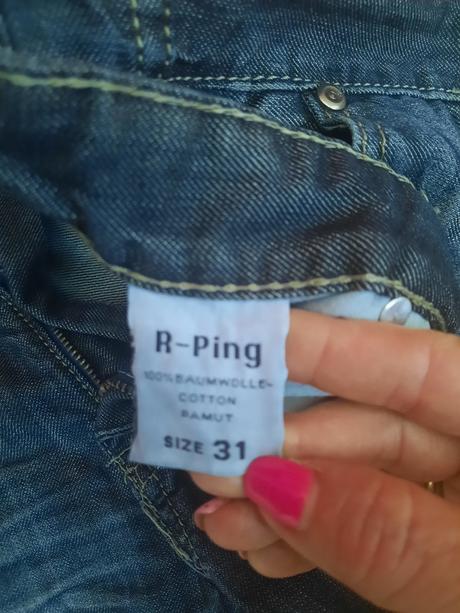 R-Ping
100% BAUMWOLLE-
COTTON
PAMUT
SIZE 31